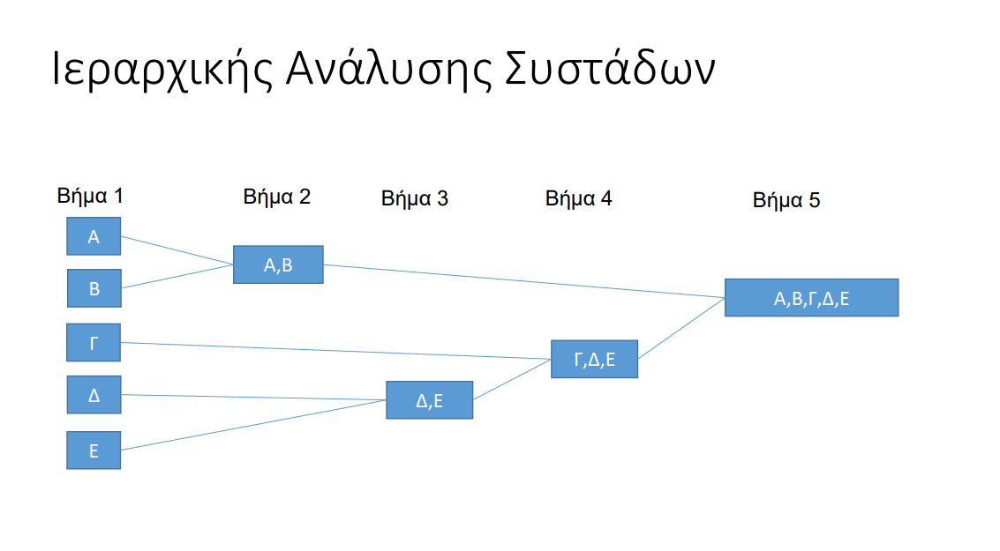 Ιεραρχικής Ανάλυσης Συστάδων
Βήμα 1
Βήμα 2
Βήμα 3
Βήμα 4
Βήμα 5
Α
Β
Γ
Δ
Ε
Α,Β
Δ,Ε
Γ,Δ,Ε
Α,Β,Γ,Δ,Ε